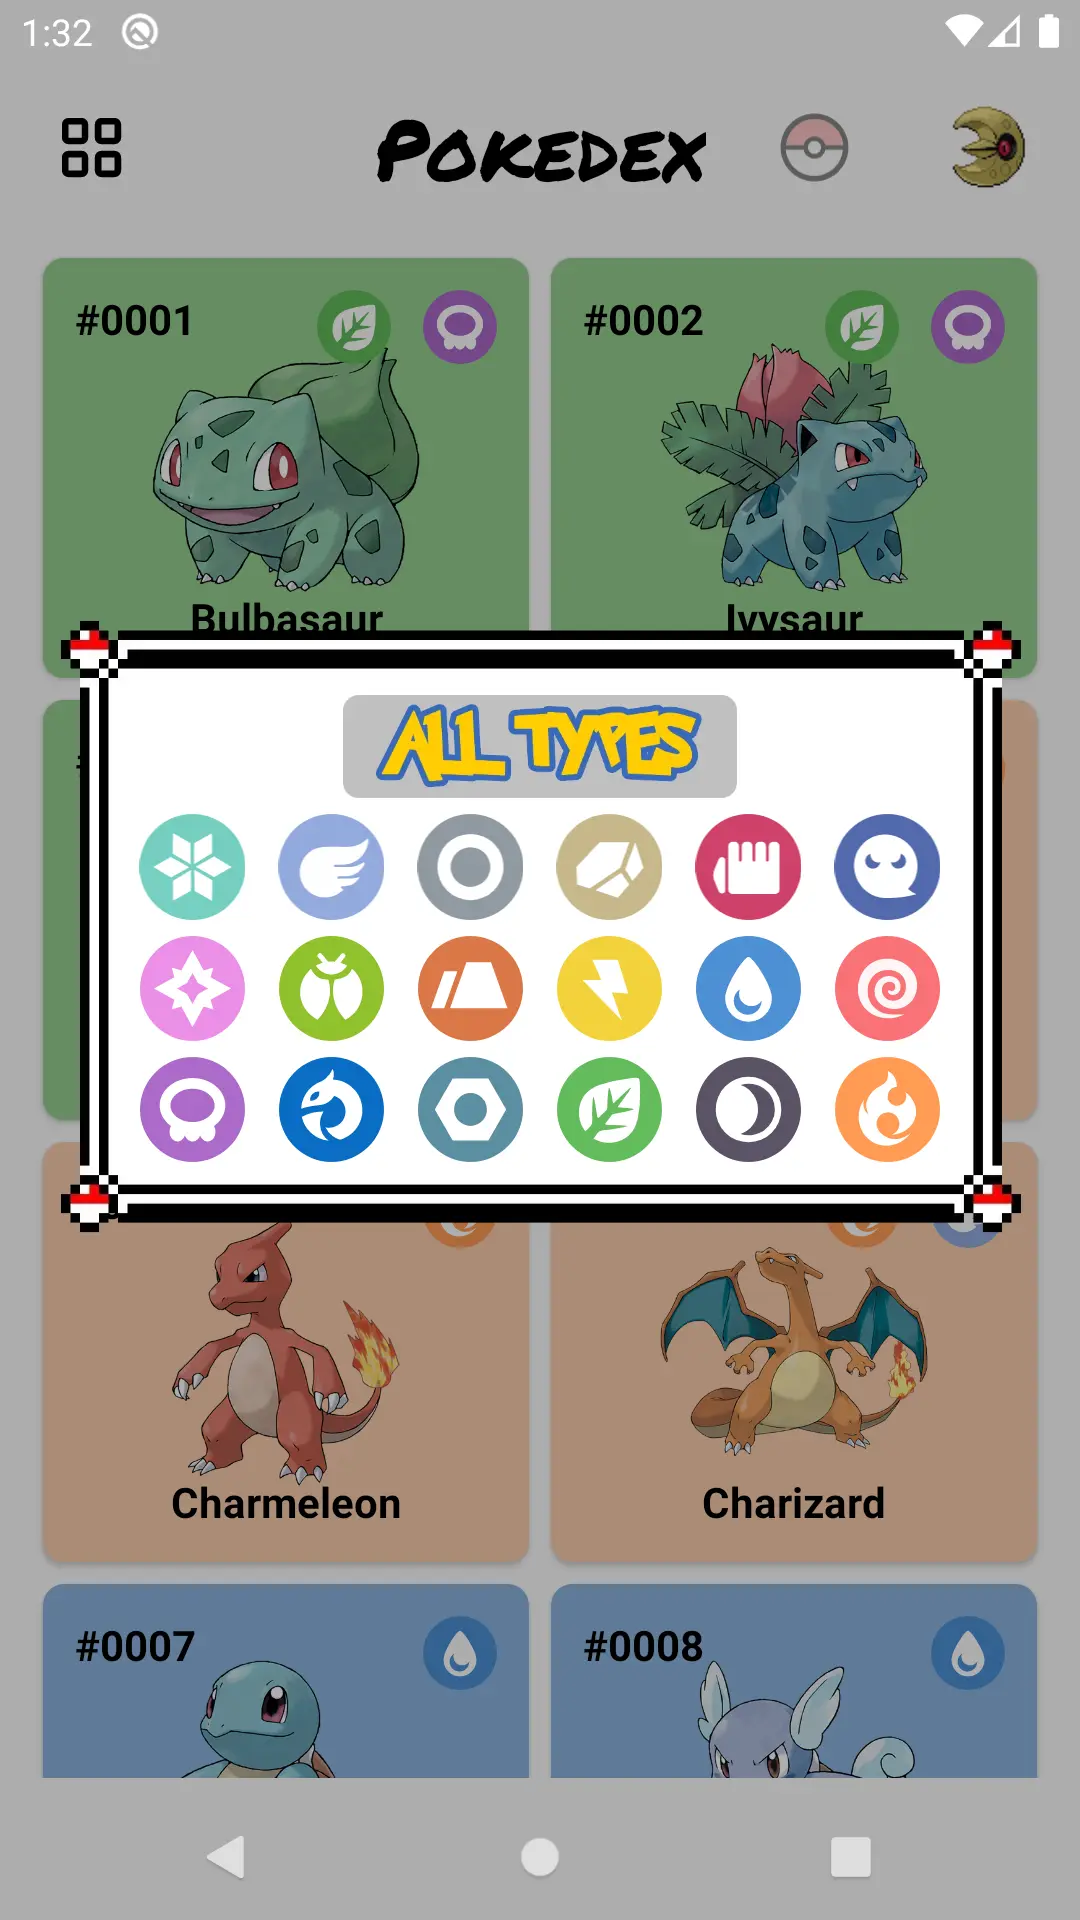 1:32
Pokedex
#0001
#0002
Bulbasaur
Ivysaur
ALL TYPES
Charmeleon
Charizard
#0007
#0008